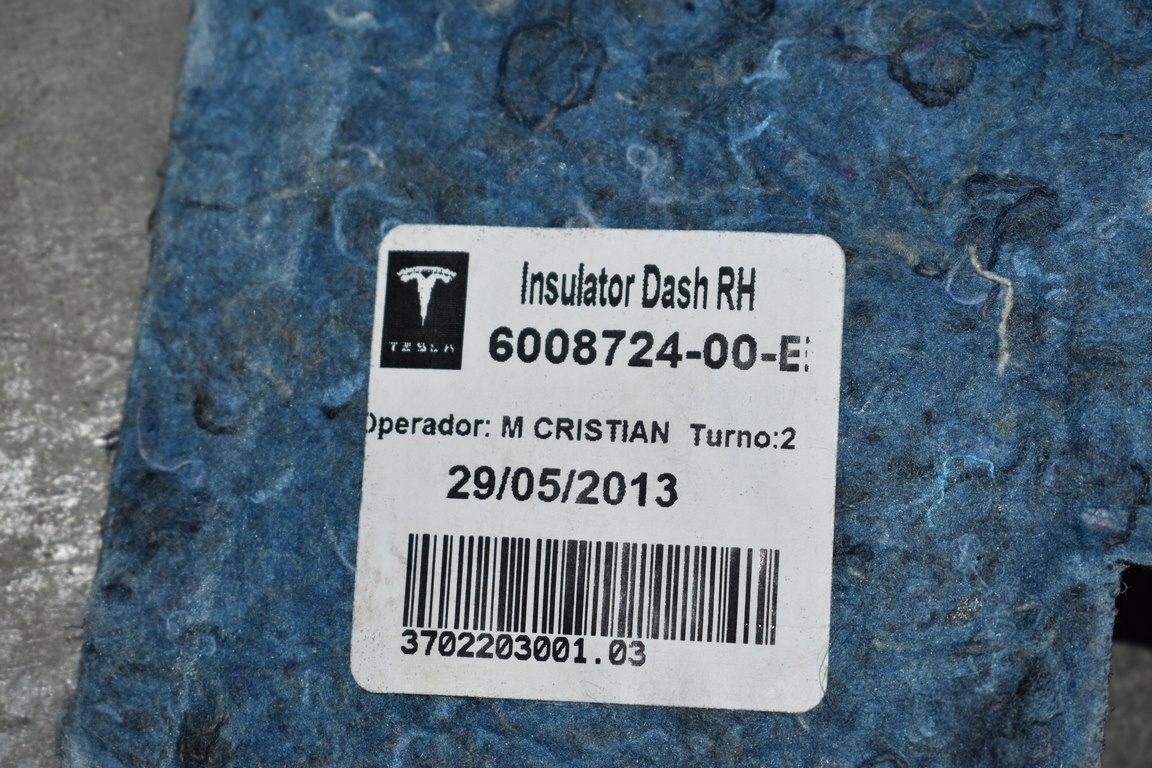 TESLA
Insulator Dash RH
6008724-00-E
Operador: M CRISTIAN Turno:2
29/05/2013
3702203001.03